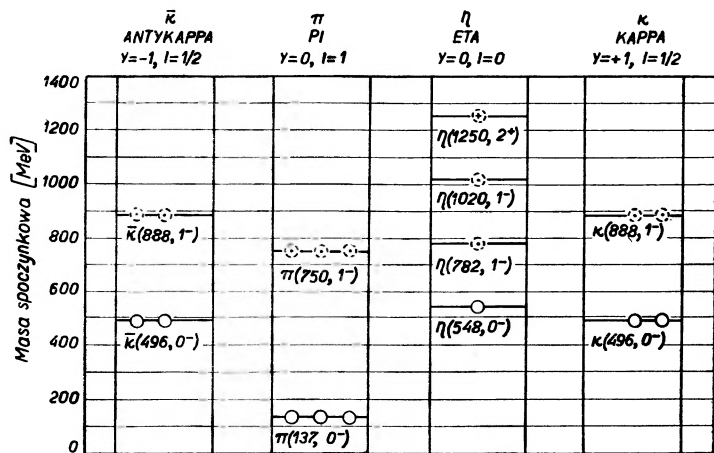 κ̄ π η κ
ANTYKAPPA PI ETA KAPPA
Y=-1, I=1/2 Y=0, I=1 Y=0, I=0 Y=+1, I=1/2
Masa spoczynkowa [MeV]
1400
1200
η(1250, 2⁺)
1000
η(1020, 1⁻)
κ̄(888, 1⁻) κ(888, 1⁻)
800
π(750, 1⁻) η(782, 1⁻)
600
η(548, 0⁻)
κ̄(496, 0⁻) κ(496, 0⁻)
400
200
π(137, 0⁻)
0